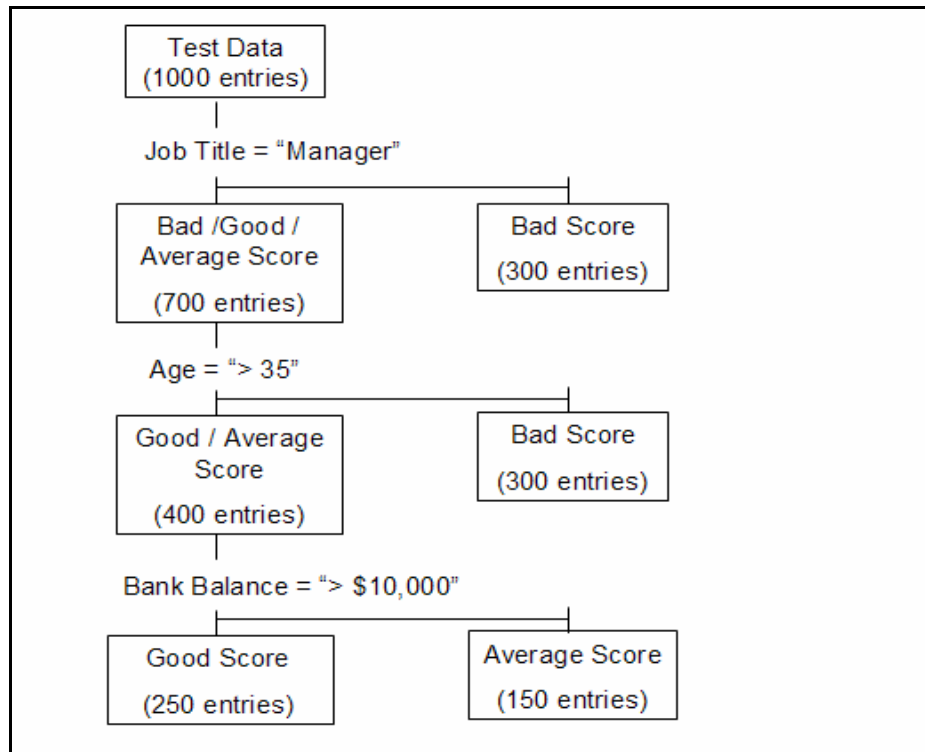 Test Data
(1000 entries)
Job Title = “Manager”
Bad /Good /
Average Score
(700 entries)
Bad Score
(300 entries)
Age = “> 35”
Good / Average
Score
(400 entries)
Bad Score
(300 entries)
Bank Balance = “> $10,000”
Good Score
(250 entries)
Average Score
(150 entries)